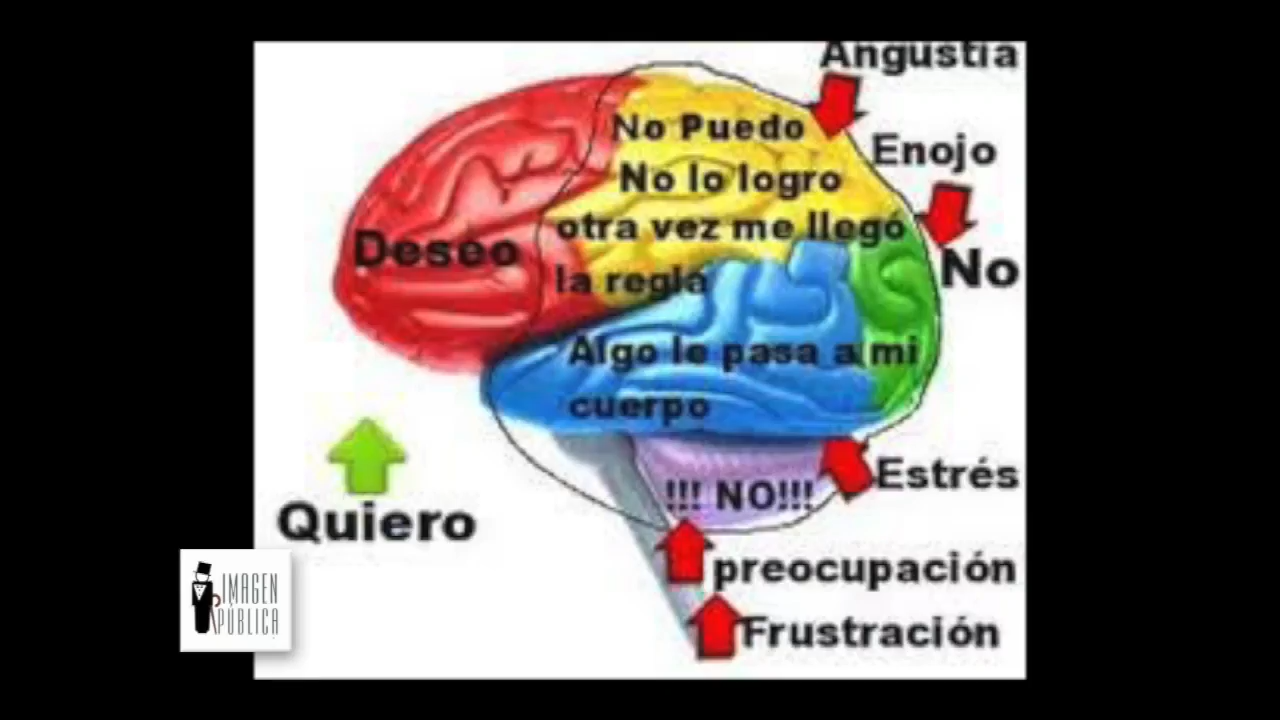 Angustia
No Puedo
Enojo
No lo logro
otra vez me llegó
Deseo
No
la regla
Algo le pasa a mi
cuerpo
Estrés
!!! NO!!!
Quiero
preocupación
Frustración
IMAGEN
PÚBLICA